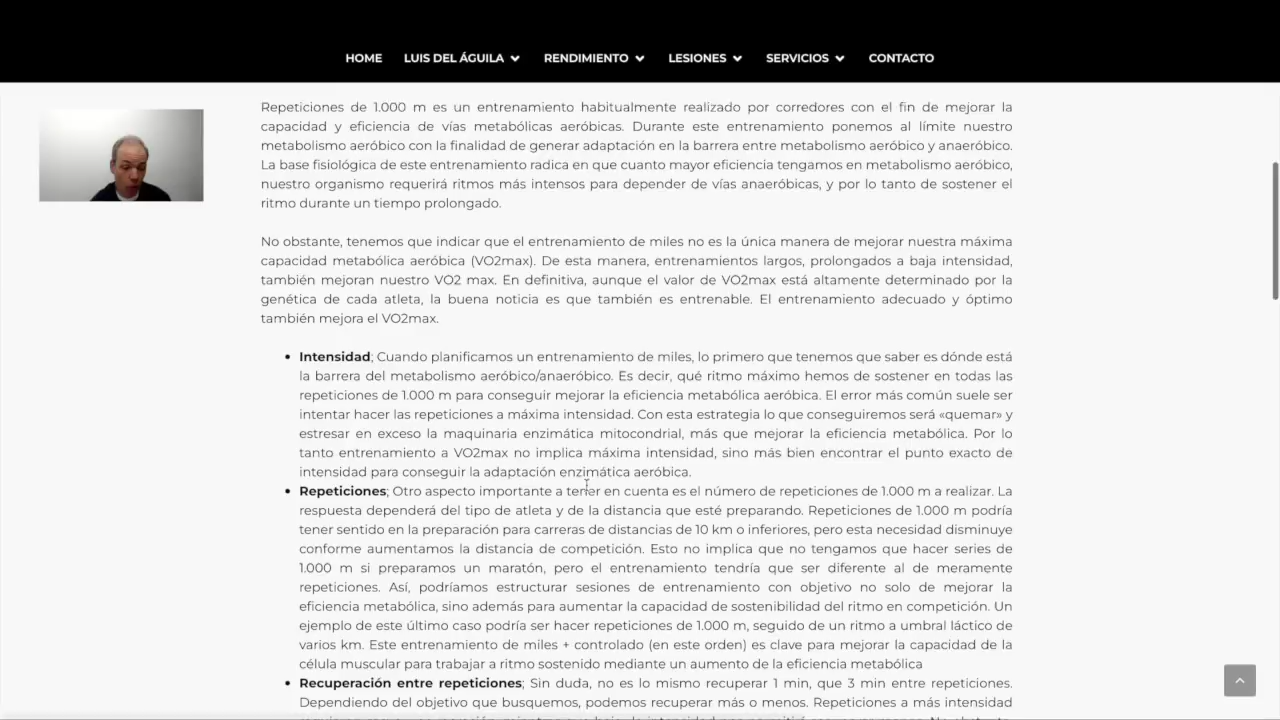 HOME LUIS DEL ÁGUILA RENDIMIENTO LESIONES SERVICIOS CONTACTO
Repeticiones de 1.000 m es un entrenamiento habitualmente realizado por corredores con el fin de mejorar la
capacidad y eficiencia de vías metabólicas aeróbicas. Durante este entrenamiento ponemos al límite nuestro
metabolismo aeróbico con la finalidad de generar adaptación en la barrera entre metabolismo aeróbico y anaeróbico.
La base fisiológica de este entrenamiento radica en que cuanto mayor eficiencia tengamos en metabolismo aeróbico,
nuestro organismo requerirá ritmos más intensos para depender de vías anaeróbicas, y por lo tanto de sostener el
ritmo durante un tiempo prolongado.
No obstante, tenemos que indicar que el entrenamiento de miles no es la única manera de mejorar nuestra máxima
capacidad metabólica aeróbica (VO2max). De esta manera, entrenamientos largos, prolongados a baja intensidad,
también mejoran nuestro VO2 max. En definitiva, aunque el valor de VO2max está altamente determinado por la
genética de cada atleta, la buena noticia es que también es entrenable. El entrenamiento adecuado y óptimo
también mejora el VO2max.
• Intensidad; Cuando planificamos un entrenamiento de miles, lo primero que tenemos que saber es dónde está
la barrera del metabolismo aeróbico/anaeróbico. Es decir, qué ritmo máximo hemos de sostener en todas las
repeticiones de 1.000 m para conseguir mejorar la eficiencia metabólica aeróbica. El error más común suele ser
intentar hacer las repeticiones a máxima intensidad. Con esta estrategia lo que conseguiremos será «quemar» y
estresar en exceso la maquinaria enzimática mitocondrial, más que mejorar la eficiencia metabólica. Por lo
tanto entrenamiento a VO2max no implica máxima intensidad, sino más bien encontrar el punto exacto de
intensidad para conseguir la adaptación enzimática aeróbica.
• Repeticiones; Otro aspecto importante a tener en cuenta es el número de repeticiones de 1.000 m a realizar. La
respuesta dependerá del tipo de atleta y de la distancia que esté preparando. Repeticiones de 1.000 m podría
tener sentido en la preparación para carreras de distancias de 10 km o inferiores, pero esta necesidad disminuye
conforme aumentamos la distancia de competición. Esto no implica que no tengamos que hacer series de
1.000 m si preparamos un maratón, pero el entrenamiento tendría que ser diferente al de meramente
repeticiones. Así, podríamos estructurar sesiones de entrenamiento con objetivo no solo de mejorar la
eficiencia metabólica, sino además para aumentar la capacidad de sostenibilidad del ritmo en competición. Un
ejemplo de este último caso podría ser hacer repeticiones de 1.000 m, seguido de un ritmo a umbral láctico de
varios km. Este entrenamiento de miles + controlado (en este orden) es clave para mejorar la capacidad de la
célula muscular para trabajar a ritmo sostenido mediante un aumento de la eficiencia metabólica
• Recuperación entre repeticiones; Sin duda, no es lo mismo recuperar 1 min, que 3 min entre repeticiones.
Dependiendo del objetivo que busquemos, podemos recuperar más o menos. Repeticiones a más intensidad